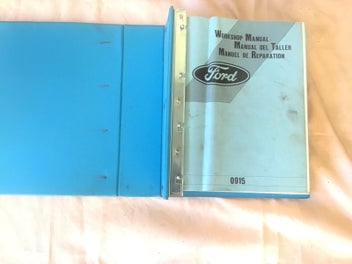 Workshop Manual
Manual del Taller
Manuel de Reparation
Ford
0915